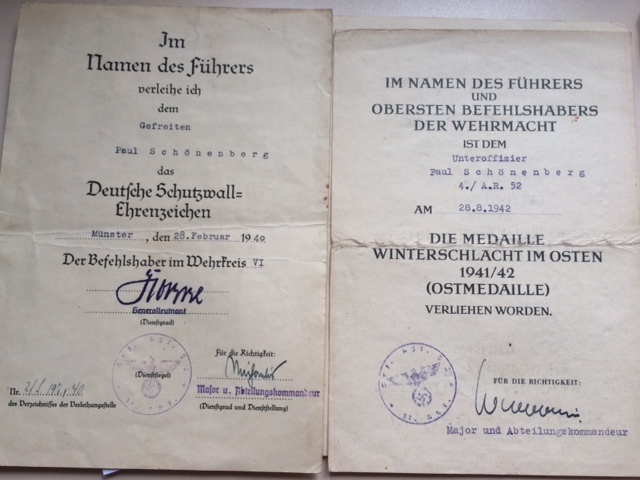 Im
Namen des Führers
verleihe ich
dem
Gefreiten
Paul Schönenberg
das
Deutsche Schutzwall=
Ehrenzeichen
Münster, den 28. Februar 1940
Der Befehlshaber im Wehrkreis VI
Generalleutnant
(Dienstgrad)
(Dienstsiegel)
Für die Richtigkeit:
Major u. Abteilungskommandeur
(Dienstgrad und Dienststellung)
Nr.
der Verzeichnisse der Verleihungsstelle
IM NAMEN DES FÜHRERS
UND
OBERSTEN BEFEHLSHABERS
DER WEHRMACHT
IST DEM
Unteroffizier
Paul Schönenberg
4./A.R. 52
AM 28.8.1942
DIE MEDAILLE
WINTERSCHLACHT IM OSTEN
1941/42
(OSTMEDAILLE)
VERLIEHEN WORDEN.
FÜR DIE RICHTIGKEIT:
Major und Abteilungskommandeur